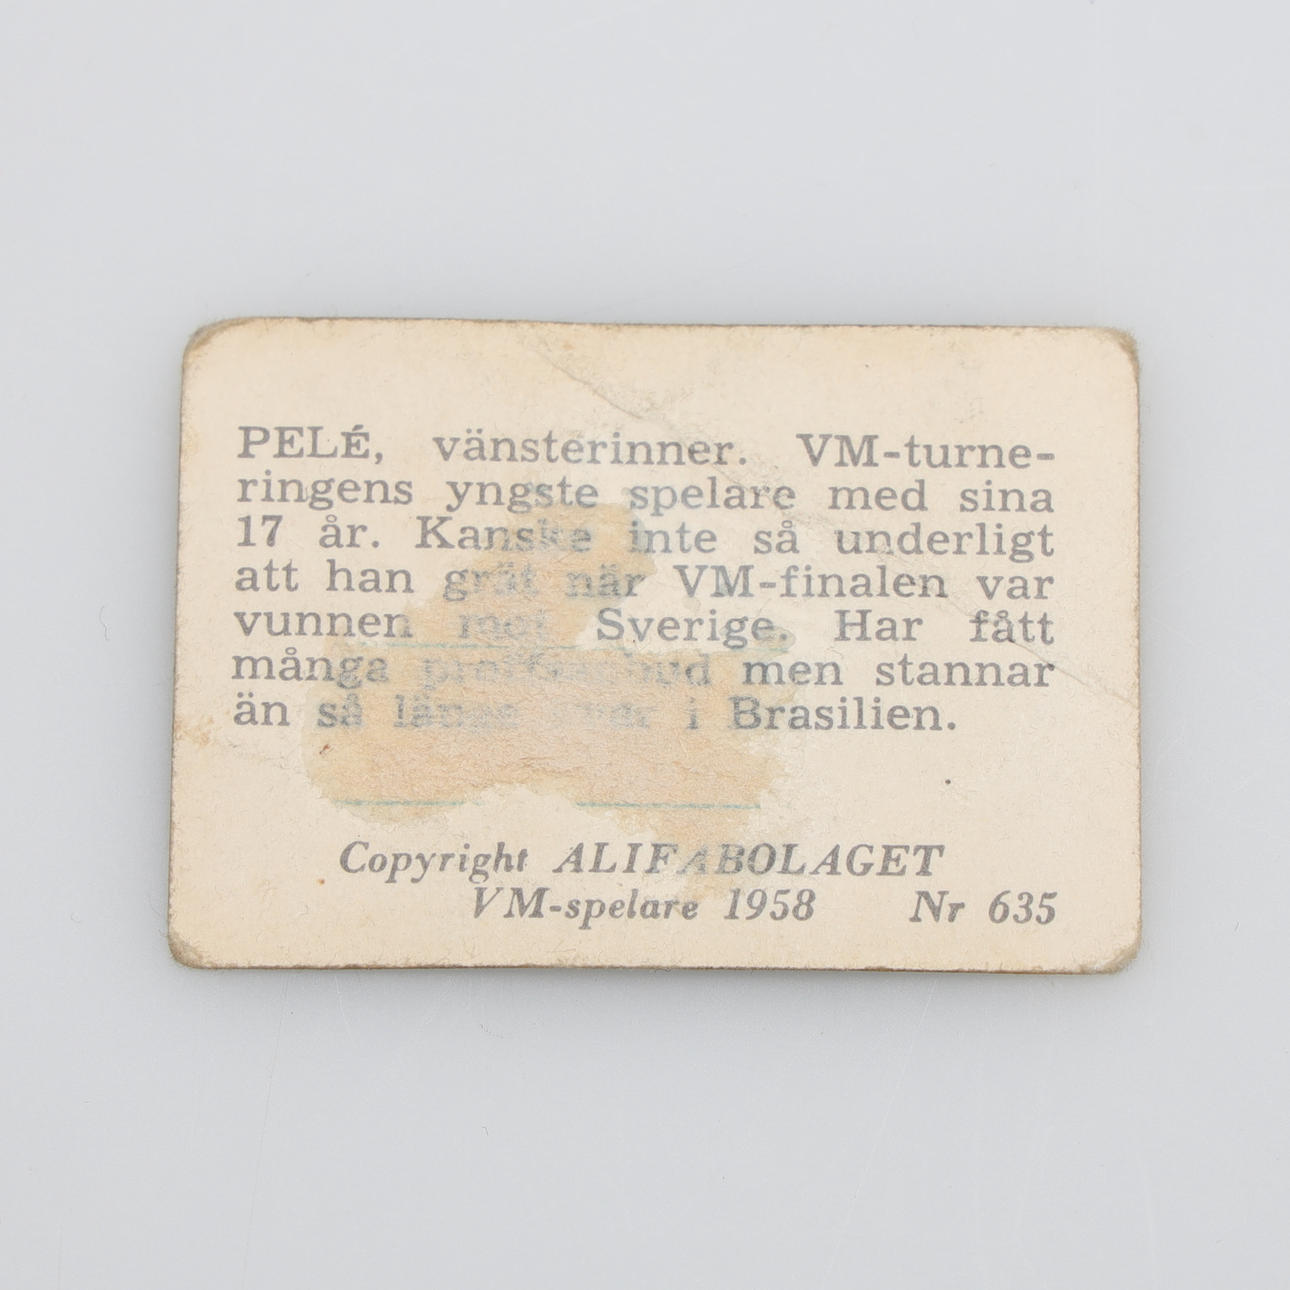 PELÉ, vänsterinner. VM-turne-
ringens yngste spelare med sina
17 år. Kanske inte så underligt
att han grät när VM-finalen var
vunnen mot Sverige. Har fått
många men stannar
än så länge kvar i Brasilien.
Copyright ALIFABOLAGET
VM-spelare 1958 Nr 635